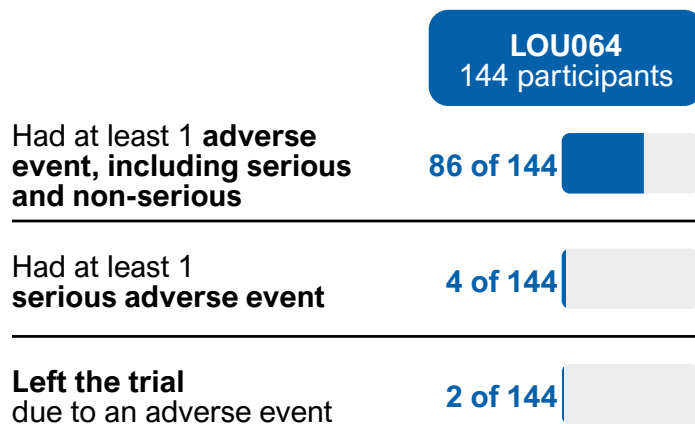 LOU064
144 participants
Had at least 1 adverse
event, including serious
and non-serious
86 of 144
Had at least 1
serious adverse event
4 of 144
Left the trial
due to an adverse event
2 of 144